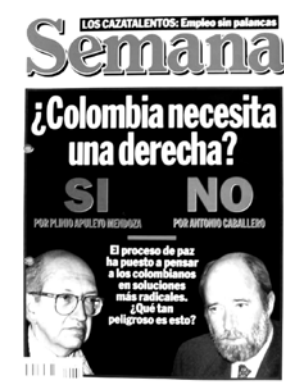 LOS CAZATALENTOS: Empleo sin palancas
Semana
¿Colombia necesita
una derecha?
SI
POR PLINIO APULEYO MENDOZA
NO
POR ANTONIO CABALLERO
El proceso de paz
ha puesto a pensar
a los colombianos
en soluciones
más radicales.
¿Qué tan
peligroso es esto?